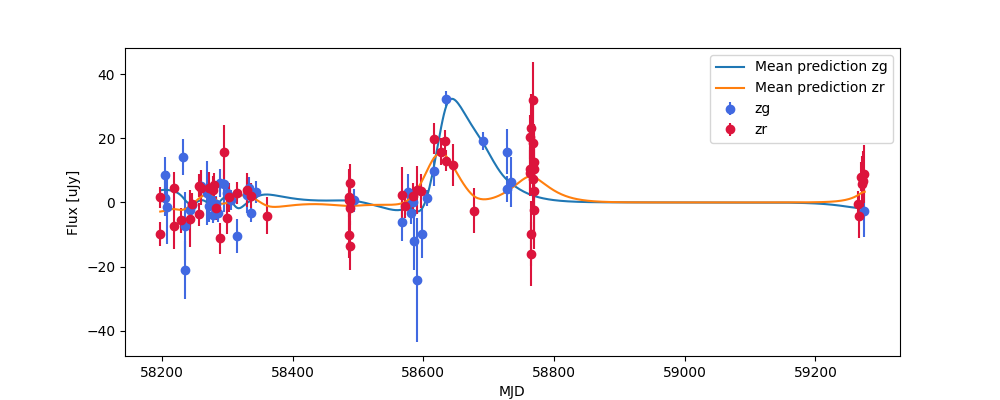 Mean prediction zg
Mean prediction zr
zg
zr
Flux [uJy]
40
20
0
−20
−40
58200
58400
58600
58800
59000
59200
MJD